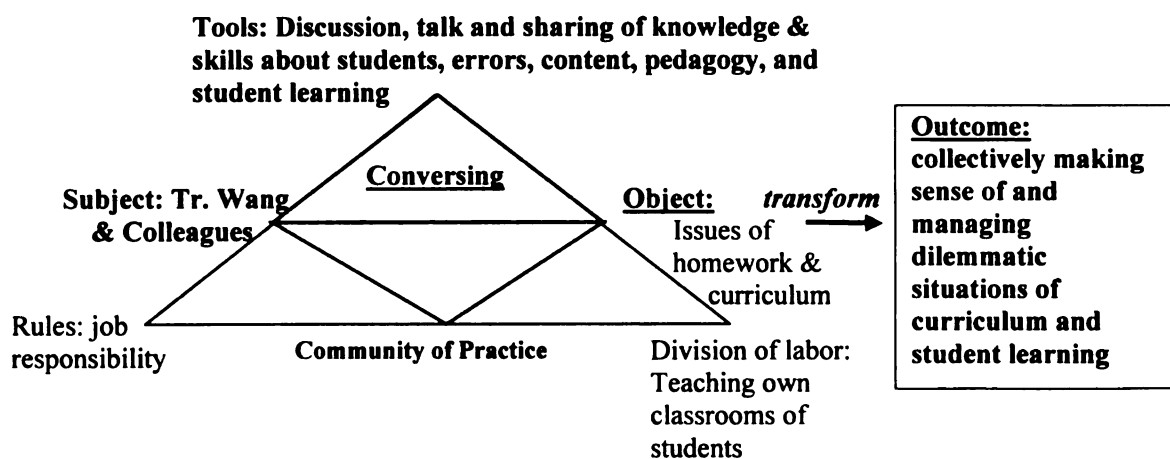 Tools: Discussion, talk and sharing of knowledge &
skills about students, errors, content, pedagogy, and
student learning
Conversing
Subject: Tr. Wang
& Colleagues
Object:
Issues of
homework &
curriculum
transform
Outcome:
collectively making
sense of and
managing
dilemmatic
situations of
curriculum and
student learning
Rules: job
responsibility
Community of Practice
Division of labor:
Teaching own
classrooms of
students